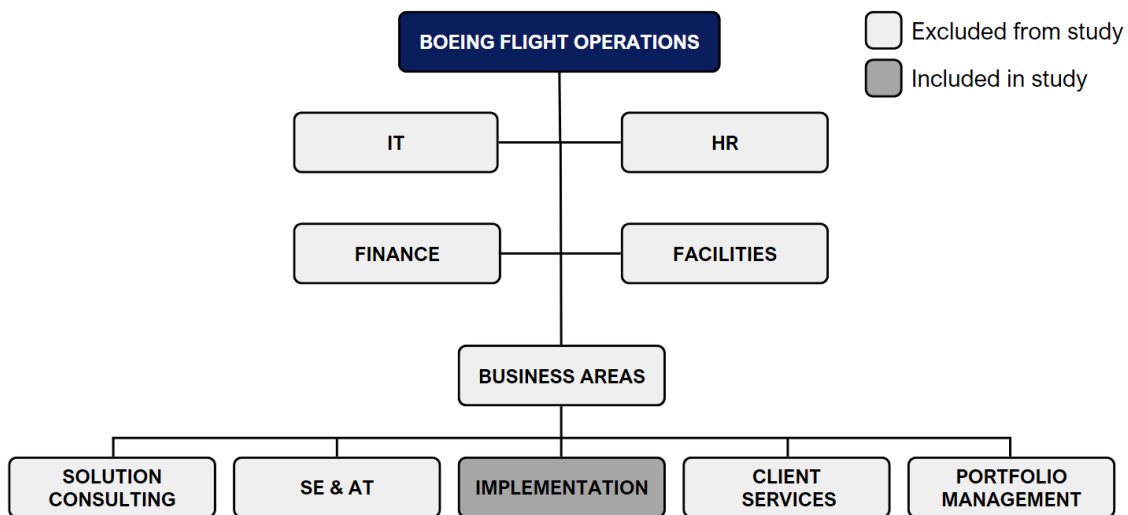 BOEING FLIGHT OPERATIONS
Excluded from study
Included in study
IT
HR
FINANCE
FACILITIES
BUSINESS AREAS
SOLUTION
CONSULTING
SE & AT
IMPLEMENTATION
CLIENT
SERVICES
PORTFOLIO
MANAGEMENT